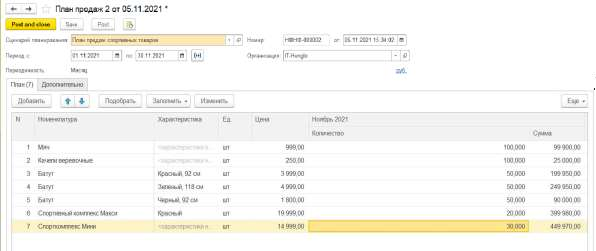 План продаж 2 от 05.11.2021 *
Post and close Save Post
Сценарий планирования: План продаж спортивных товаров Номер: НФНФ-000002 от: 05.11.2021 15:34:02
Период с: 01.11.2021 по: 30.11.2021 Организация: IT-Hangfix
Периодичность: Месяц руб.
План (7) Дополнительно
Добавить Подобрать Заполнить Изменить Еще
N Номенклатура Характеристика Ед. Цена Ноябрь 2021
Количество Сумма
1 Мяч <характеристики н... шт 999,00 100,000 99 900,00
2 Качели веревочные <характеристики н... шт 250,00 100,000 25 000,00
3 Батут Красный, 92 см шт 3 999,00 50,000 199 950,00
4 Батут Зеленый, 118 см шт 4 999,00 50,000 249 950,00
5 Батут Черный, 92 см шт 1 800,00 50,000 90 000,00
6 Спортивный комплекс Макси Красный шт 19 999,00 20,000 399 980,00
7 Спорткомплекс Мини <характеристики н... шт 14 999,00 30,000 449 970,00